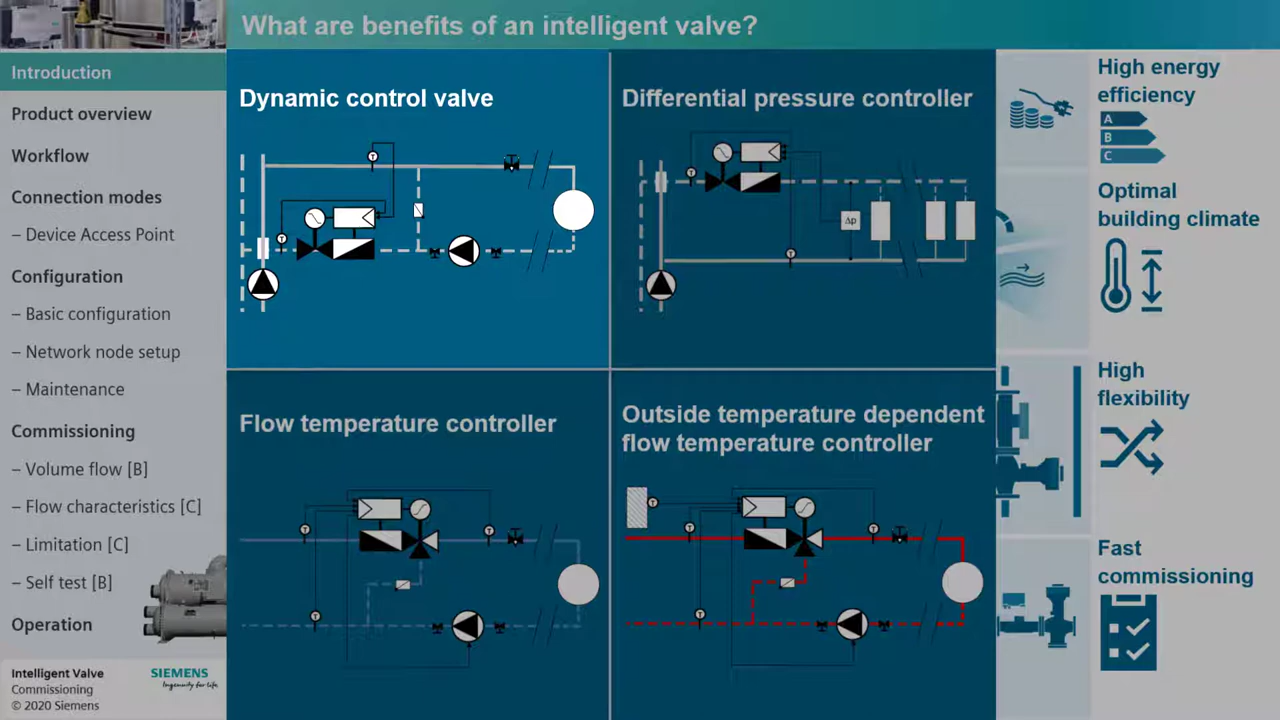 What are benefits of an intelligent valve?
Introduction
Product overview
Workflow
Connection modes
– Device Access Point
Configuration
– Basic configuration
– Network node setup
– Maintenance
Commissioning
– Volume flow [B]
– Flow characteristics [C]
– Limitation [C]
– Self test [B]
Operation
Intelligent Valve
Commissioning
© 2020 Siemens
SIEMENS
Ingenuity for life
Dynamic control valve
T
T
Differential pressure controller
T
Δp
T
Flow temperature controller
T
T
T
Outside temperature dependent
flow temperature controller
T
T
T
T
High energy
efficiency
A
B
C
Optimal
building climate
High
flexibility
Fast
commissioning